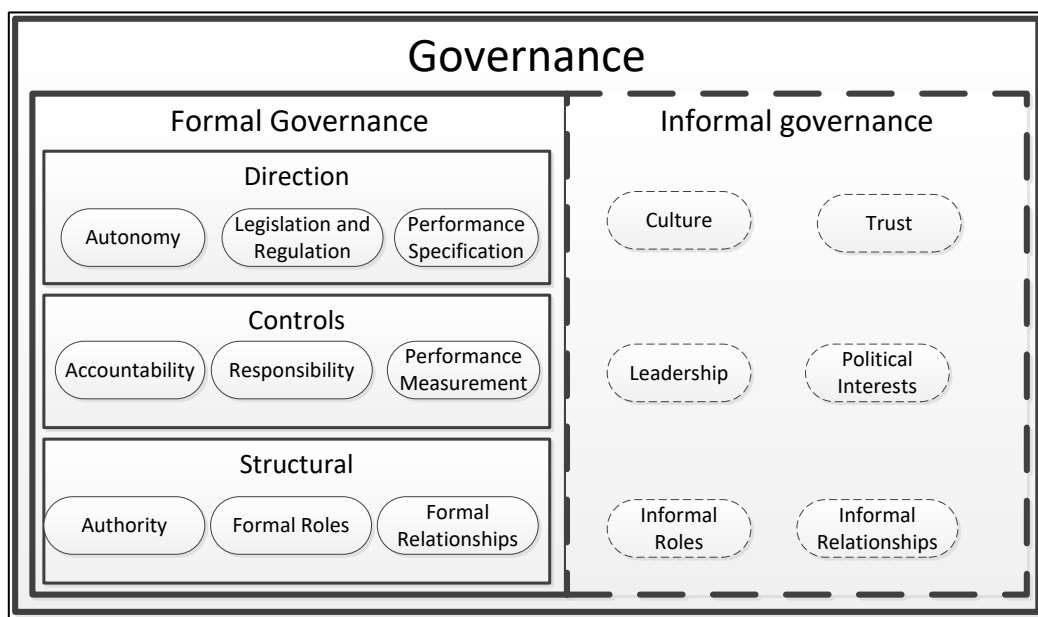 Governance
Formal Governance
Direction
Autonomy
Legislation and
Regulation
Performance
Specification
Controls
Accountability
Responsibility
Performance
Measurement
Structural
Authority
Formal Roles
Formal
Relationships
Informal governance
Culture
Trust
Leadership
Political
Interests
Informal
Roles
Informal
Relationships